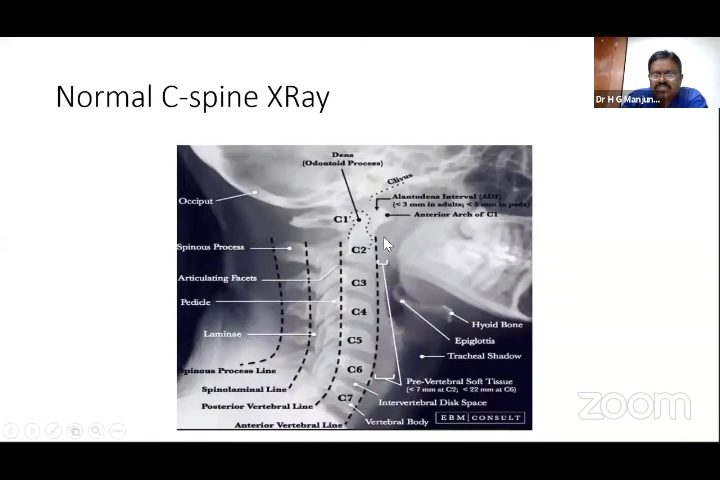 Dr H G Manjun...
Normal C-spine XRay
Dens
(Odontoid Process)
Clivus
Occiput
Alantodens Interval (ADI)
(< 3 mm in adults; < 5 mm in peds)
C1
Anterior Arch of C1
Spinous Process
C2
Articulating Facets
C3
Pedicle
C4
Hyoid Bone
Laminae
C5
Epiglottis
Tracheal Shadow
Spinous Process Line
C6
Pre-Vertebral Soft Tissue
(< 7 mm at C2; < 22 mm at C6)
Spinolaminal Line
C7
Intervertebral Disk Space
Posterior Vertebral Line
EBM CONSULT
Vertebral Body
Anterior Vertebral Line
zoom